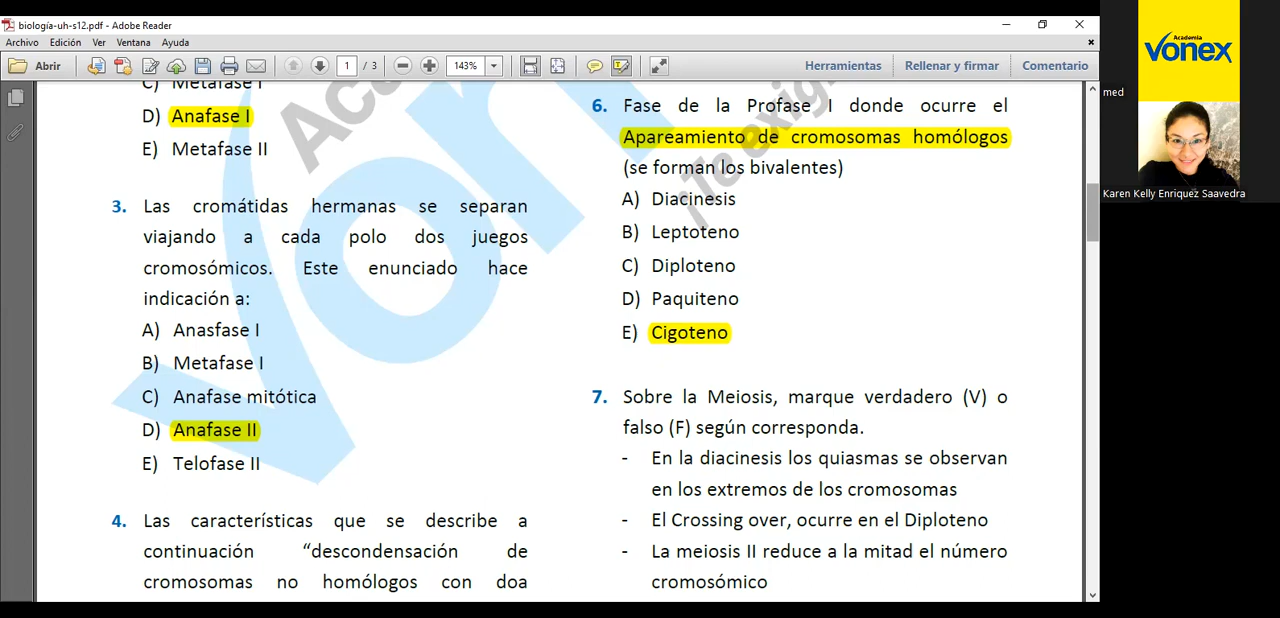 biología-uh-s12.pdf - Adobe Reader
Archivo Edición Ver Ventana Ayuda
Abrir 1 / 3 143% Herramientas Rellenar y firmar Comentario
C) Metafase I
D) Anafase I
E) Metafase II
3. Las cromátidas hermanas se separan
viajando a cada polo dos juegos
cromosómicos. Este enunciado hace
indicación a:
A) Anasfase I
B) Metafase I
C) Anafase mitótica
D) Anafase II
E) Telofase II
4. Las características que se describe a
continuación “descondensación de
cromosomas no homólogos con doa
6. Fase de la Profase I donde ocurre el
Apareamiento de cromosomas homólogos
(se forman los bivalentes)
A) Diacinesis
B) Leptoteno
C) Diploteno
D) Paquiteno
E) Cigoteno
7. Sobre la Meiosis, marque verdadero (V) o
falso (F) según corresponda.
- En la diacinesis los quiasmas se observan
en los extremos de los cromosomas
- El Crossing over, ocurre en el Diploteno
- La meiosis II reduce a la mitad el número
cromosómico
Academia
vonex
med
Karen Kelly Enriquez Saavedra